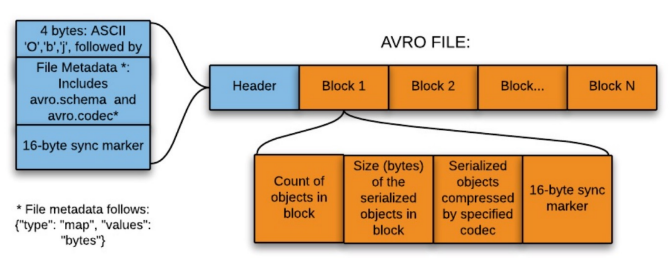 4 bytes: ASCII
'O','b','j', followed by
File Metadata *:
Includes
avro.schema and
avro.codec*
16-byte sync marker
* File metadata follows:
{"type": "map", "values":
"bytes"}
AVRO FILE:
Header
Block 1
Block 2
Block...
Block N
Count of
objects in
block
Size (bytes)
of the
serialized
objects in
block
Serialized
objects
compressed
by specified
codec
16-byte sync
marker